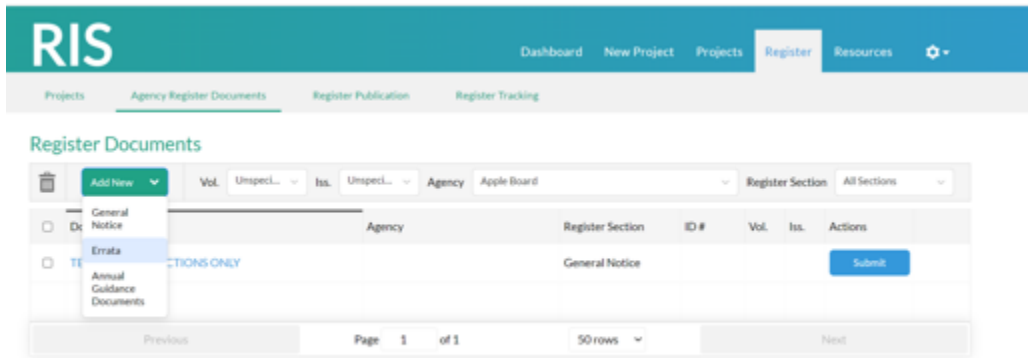 RIS
Dashboard New Project Projects Register Resources
Projects Agency Register Documents Register Publication Register Tracking
Register Documents
Add New Vol. Unspeci... Iss. Unspeci... Agency Apple Board Register Section All Sections
General
Notice
Errata
Annual
Guidance
Documents
Agency Register Section ID # Vol. Iss. Actions
CTIONS ONLY General Notice Submit
Previous Page 1 of 1 50 rows Next